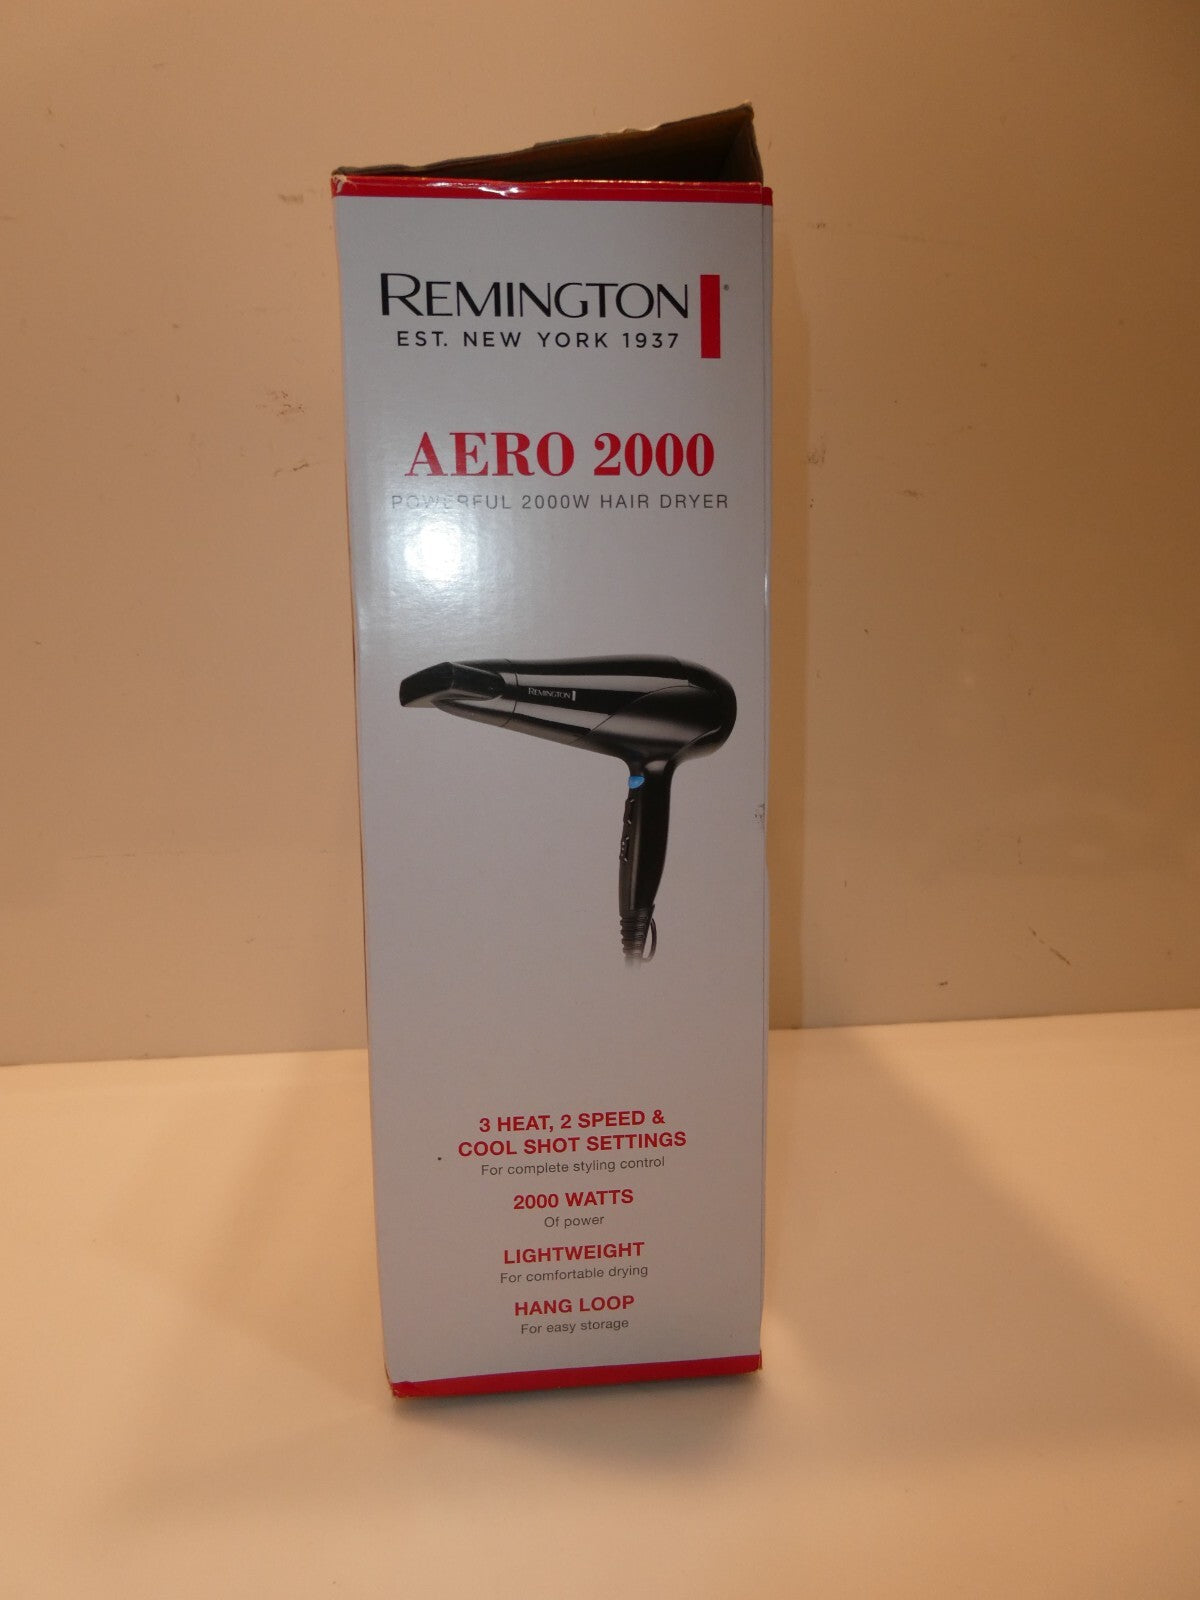 REMINGTON®
EST. NEW YORK 1937
AERO 2000
POWERFUL 2000W HAIR DRYER
REMINGTON
3 HEAT, 2 SPEED &
COOL SHOT SETTINGS
For complete styling control
2000 WATTS
Of power
LIGHTWEIGHT
For comfortable drying
HANG LOOP
For easy storage